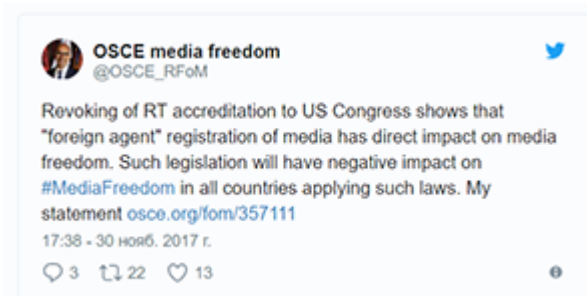 OSCE media freedom
@OSCE_RFoM
Revoking of RT accreditation to US Congress shows that
"foreign agent" registration of media has direct impact on media
freedom. Such legislation will have negative impact on
#MediaFreedom in all countries applying such laws. My
statement osce.org/fom/357111
17:38 - 30 нояб. 2017 г.
3 22 13